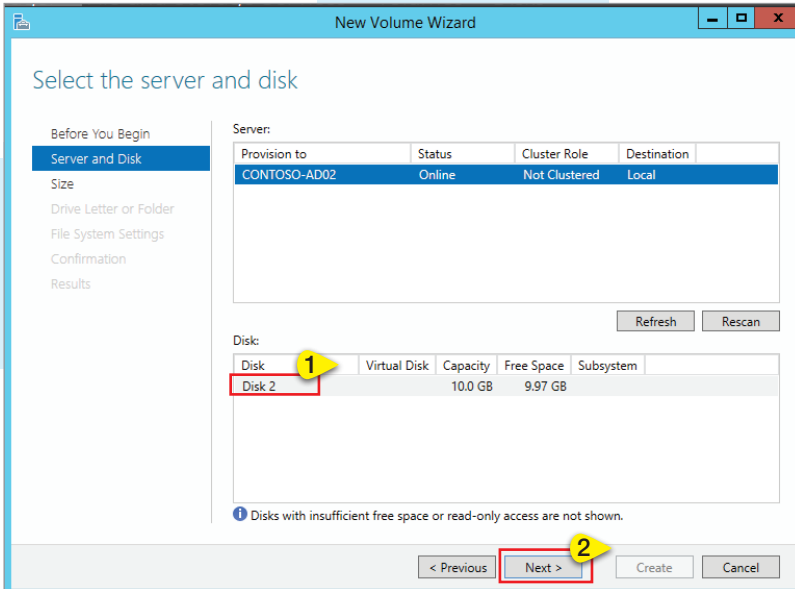 New Volume Wizard
Select the server and disk
Before You Begin
Server and Disk
Size
Drive Letter or Folder
File System Settings
Confirmation
Results
Server:
Provision to Status Cluster Role Destination
CONTOSO-AD02 Online Not Clustered Local
Refresh Rescan
Disk:
Disk 1 Virtual Disk Capacity Free Space Subsystem
Disk 2 10.0 GB 9.97 GB
Disks with insufficient free space or read-only access are not shown.
2
< Previous Next > Create Cancel